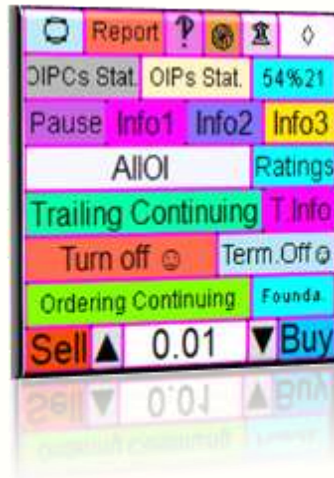 Report ?
OIPCs Stat. OIPs Stat. 54%21
Pause Info1 Info2 Info3
AllOI Ratings
Trailing Continuing T.Info
Turn off ☺ Term.Off
Ordering Continuing Founda.
Sell ▲ 0.01 ▼ Buy